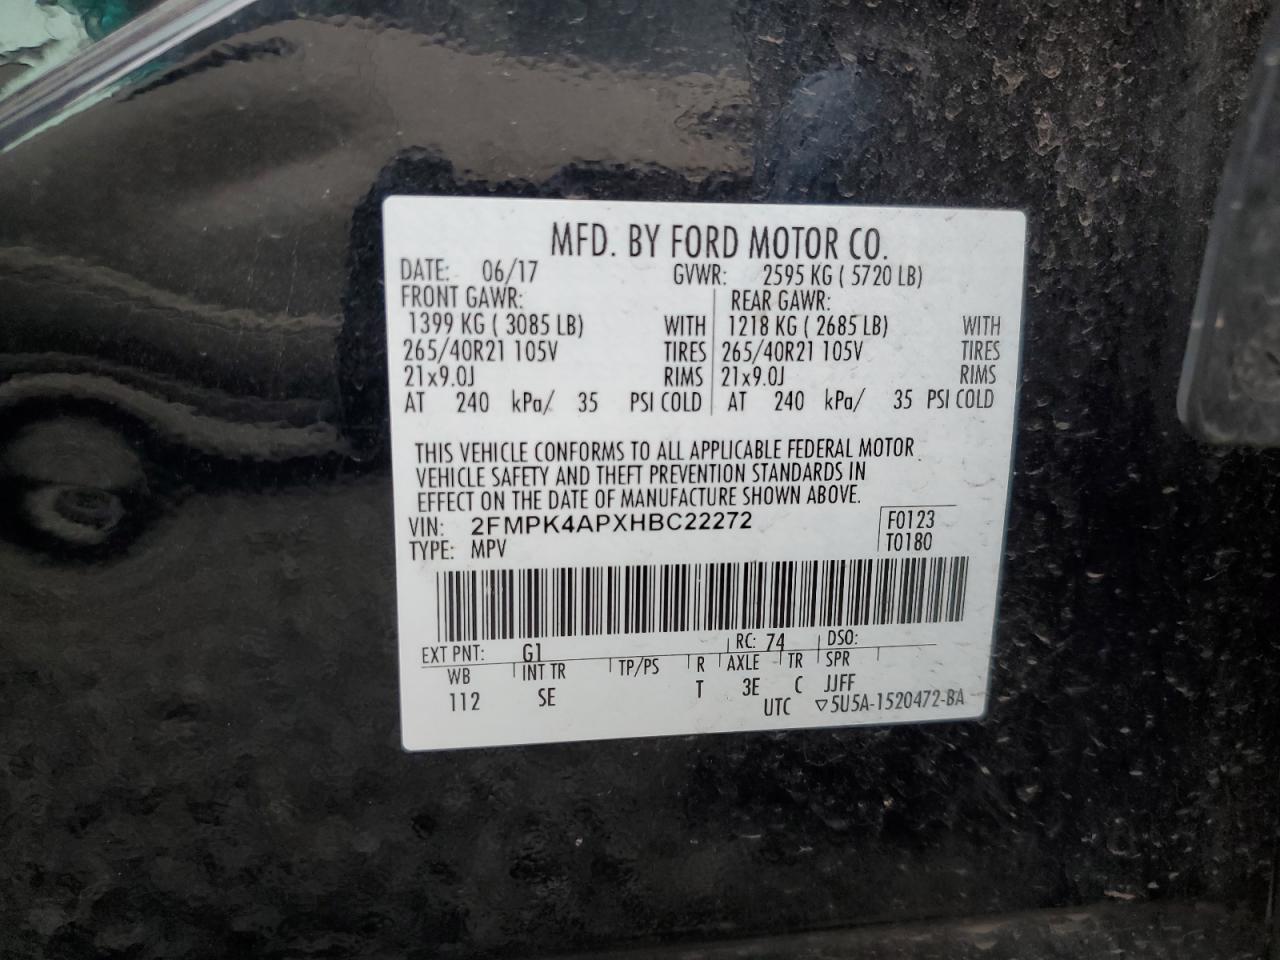 MFD. BY FORD MOTOR CO.
DATE: 06/17 GVWR: 2595 KG ( 5720 LB)
FRONT GAWR: REAR GAWR:
1399 KG ( 3085 LB) WITH 1218 KG ( 2685 LB) WITH
265/40R21 105V TIRES 265/40R21 105V TIRES
21x9.0J RIMS 21x9.0J RIMS
AT 240 kPa/ 35 PSI COLD AT 240 kPa/ 35 PSI COLD
THIS VEHICLE CONFORMS TO ALL APPLICABLE FEDERAL MOTOR
VEHICLE SAFETY AND THEFT PREVENTION STANDARDS IN
EFFECT ON THE DATE OF MANUFACTURE SHOWN ABOVE.
VIN: 2FMPK4APXHBC22272 F0123
TYPE: MPV T0180
EXT PNT: G1 RC: 74 DSO:
WB INT TR TP/PS R AXLE TR SPR
112 SE T 3E C JJFF
UTC ▽5U5A-1520472-BA